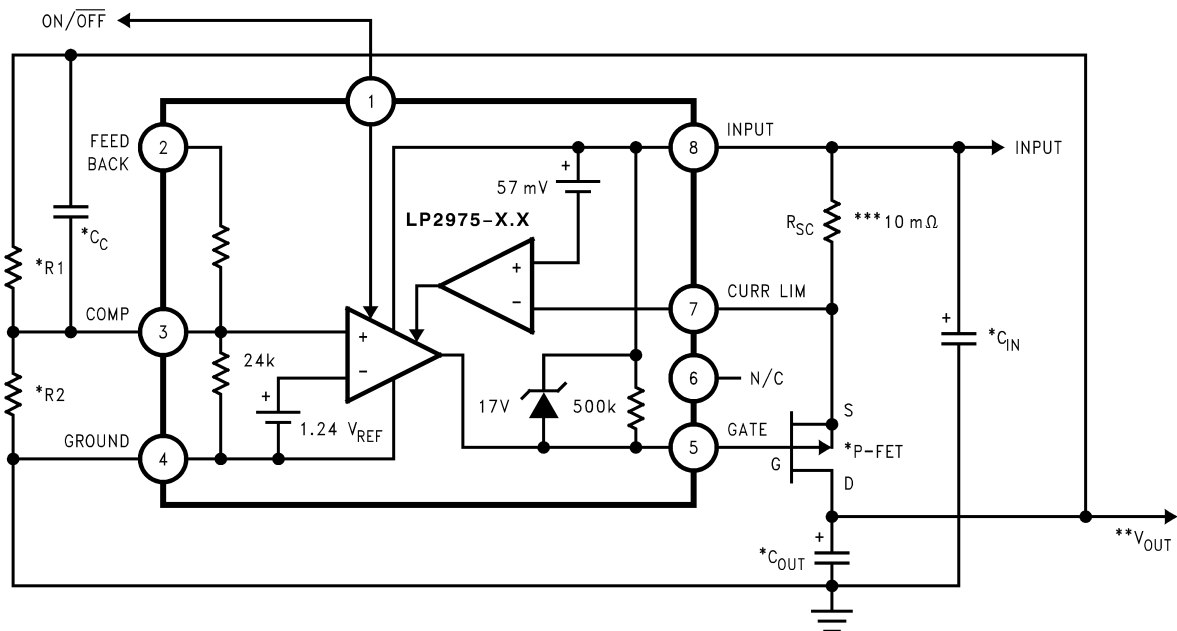 ON/OFF
1
FEED
BACK
2
8
INPUT
INPUT
+
57 mV
LP2975-X.X
R_SC
***10 mΩ
*C_C
*R1
+
-
COMP
3
7
CURR LIM
+
*C_IN
+
-
24k
*R2
6
N/C
+
17V
500k
1.24 V_REF
S
GROUND
4
5
GATE
*P-FET
G
D
+
**V_OUT
*C_OUT